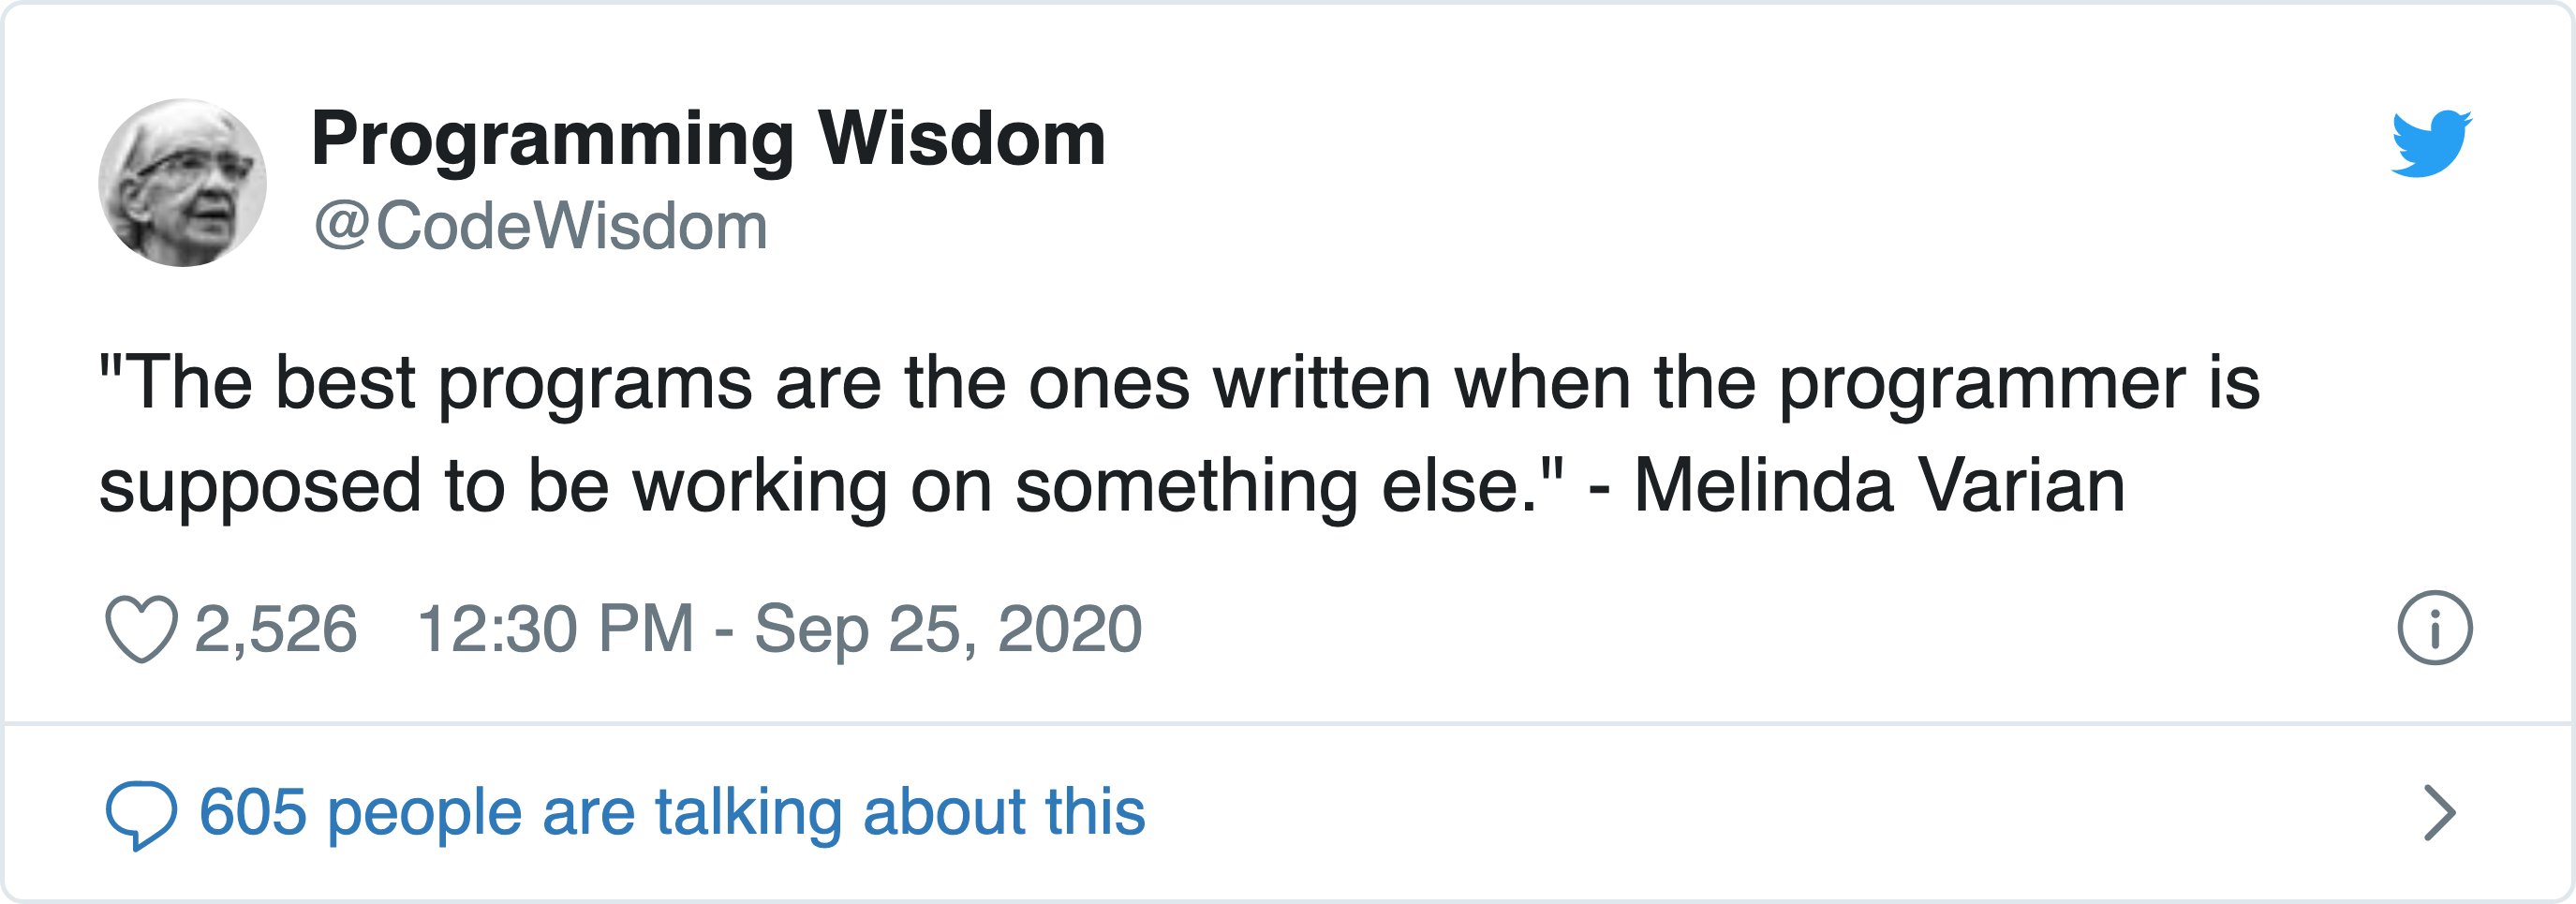 Programming Wisdom
@CodeWisdom
"The best programs are the ones written when the programmer is
supposed to be working on something else." - Melinda Varian
2,526 12:30 PM - Sep 25, 2020
605 people are talking about this